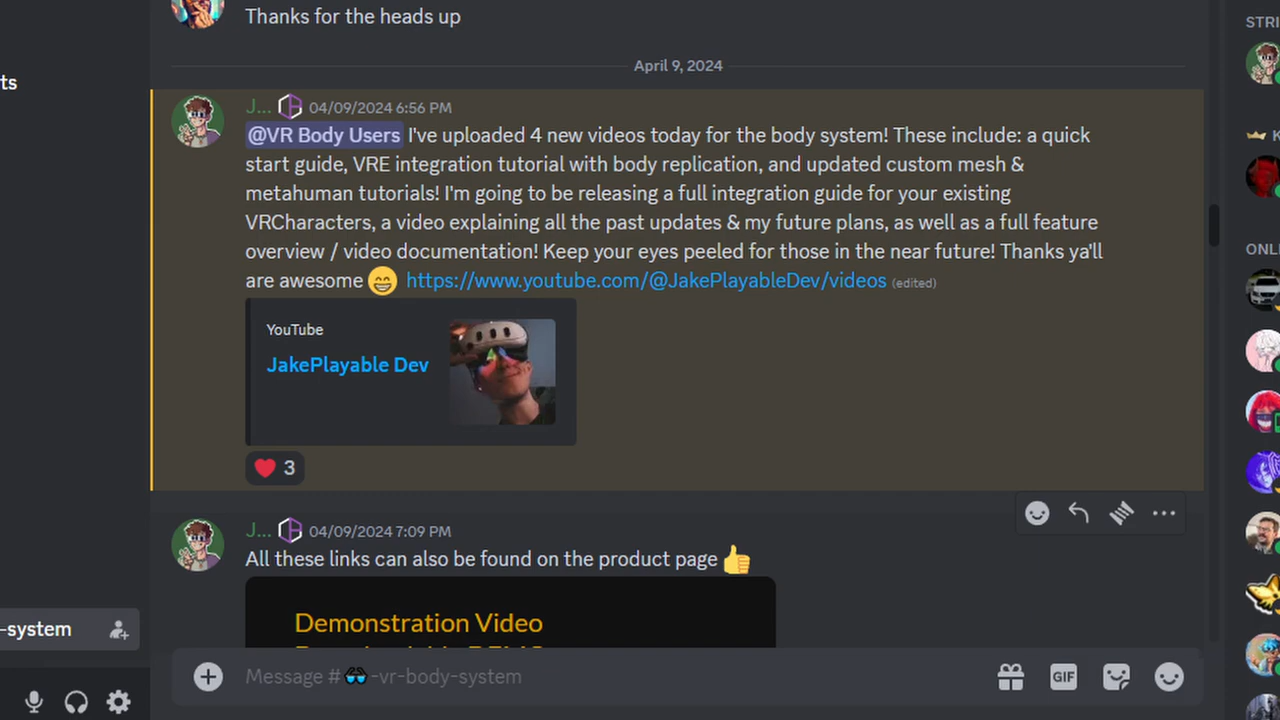 Thanks for the heads up
STRI
ts
April 9, 2024
J... 04/09/2024 6:56 PM
@VR Body Users I've uploaded 4 new videos today for the body system! These include: a quick
start guide, VRE integration tutorial with body replication, and updated custom mesh &
metahuman tutorials! I'm going to be releasing a full integration guide for your existing
VRCharacters, a video explaining all the past updates & my future plans, as well as a full feature
overview / video documentation! Keep your eyes peeled for those in the near future! Thanks ya'll
are awesome 😁 https://www.youtube.com/@JakePlayableDev/videos (edited)
K
ONLI
YouTube
JakePlayable Dev
❤️ 3
J... 04/09/2024 7:09 PM
All these links can also be found on the product page 👍
Demonstration Video
-system
Message #🕶️-vr-body-system
GIF